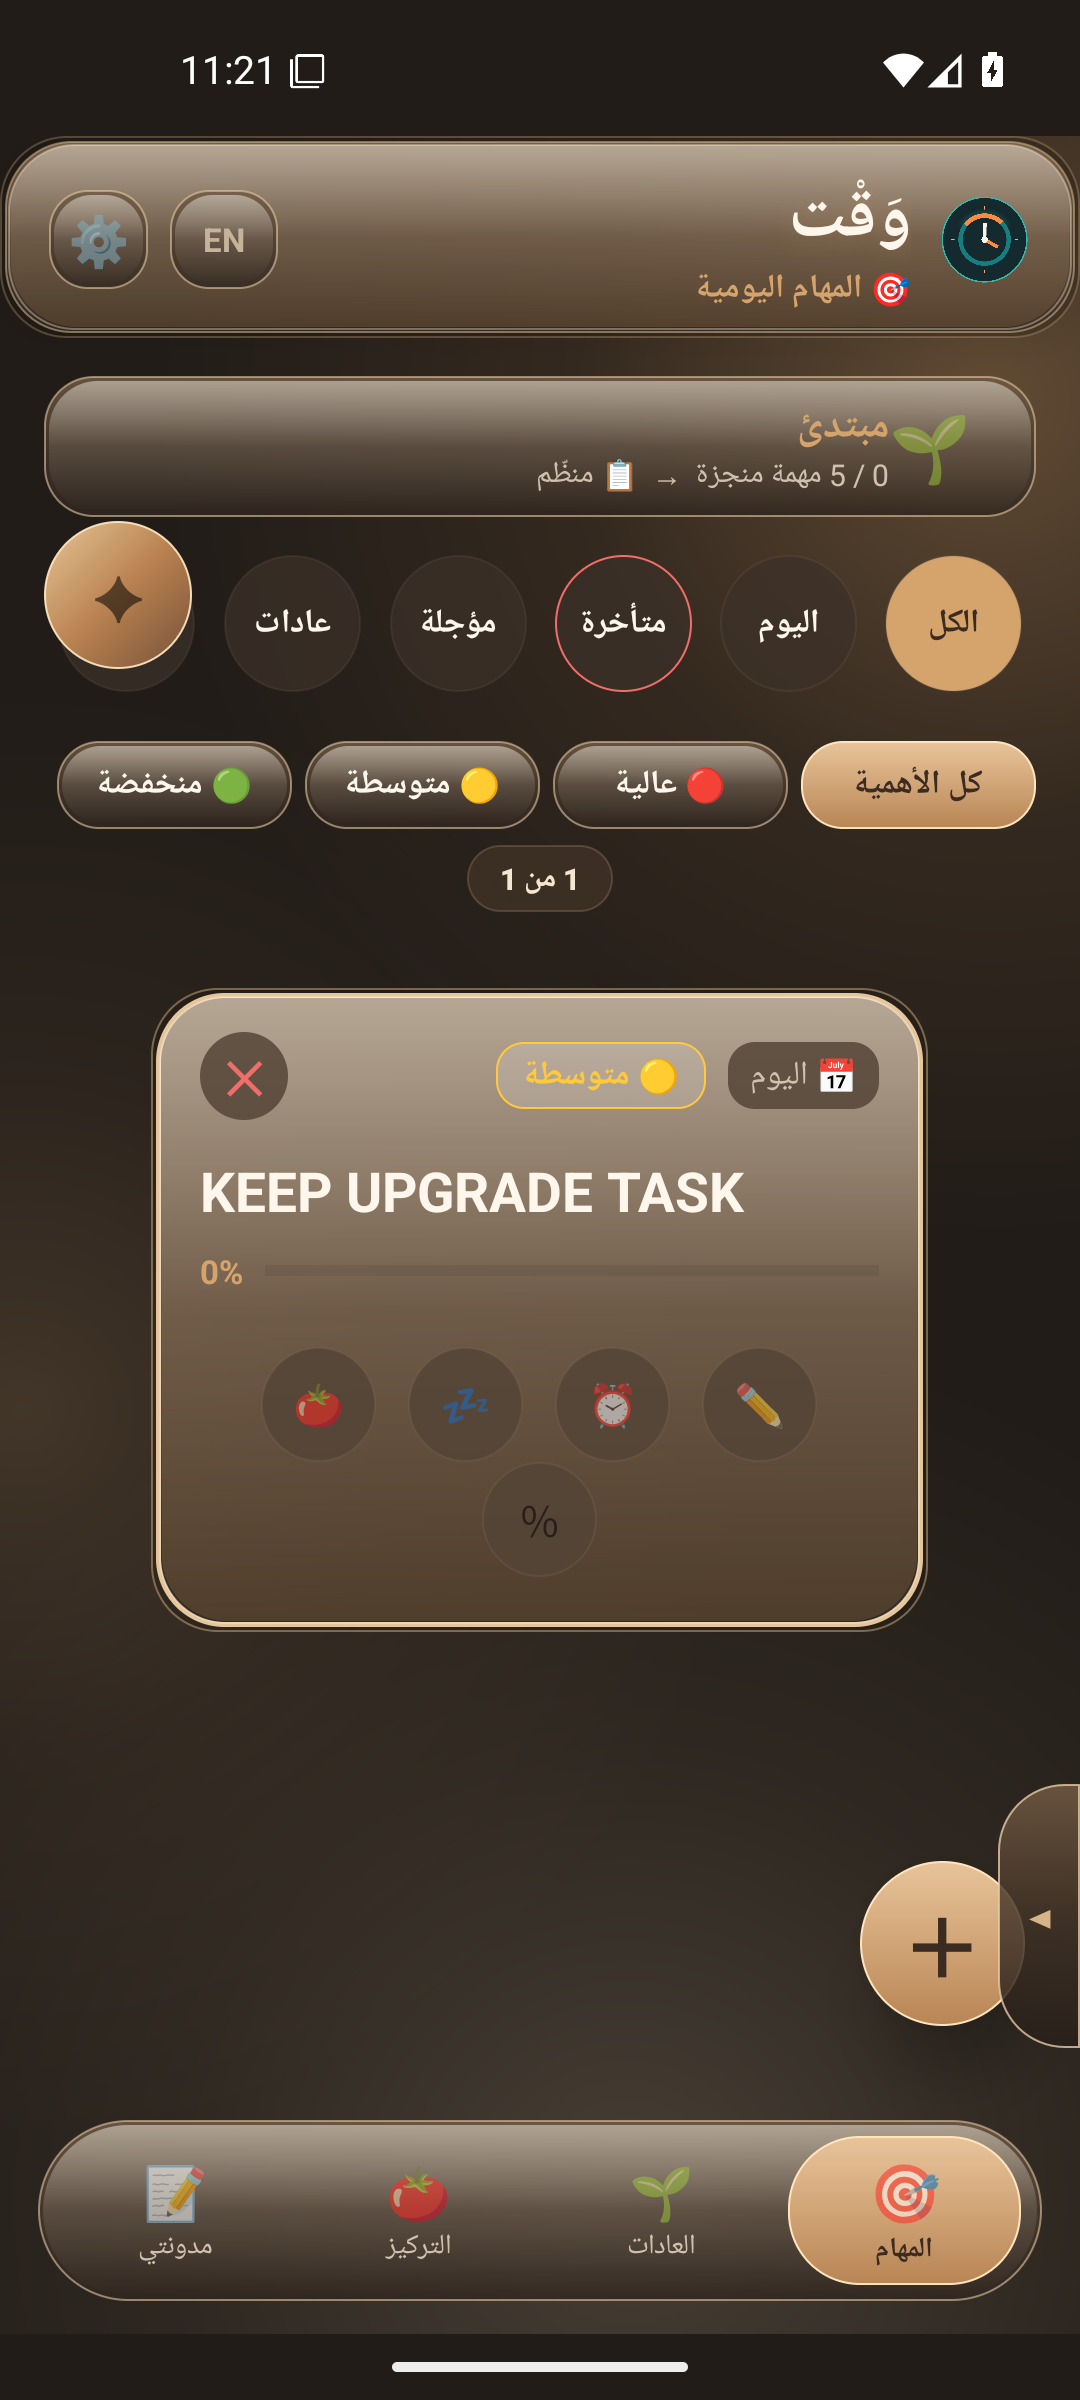 11:21
وَقْت
EN
🎯 المهام اليومية
مبتدئ
0 / 5 مهمة منجزة → 📋 منظّم
الكل
اليوم
متأخرة
مؤجلة
عادات
كل الأهمية
🔴 عالية
🟡 متوسطة
🟢 منخفضة
1 من 1
📅 اليوم
🟡 متوسطة
KEEP UPGRADE TASK
0%
%
المهام
العادات
التركيز
مدونتي